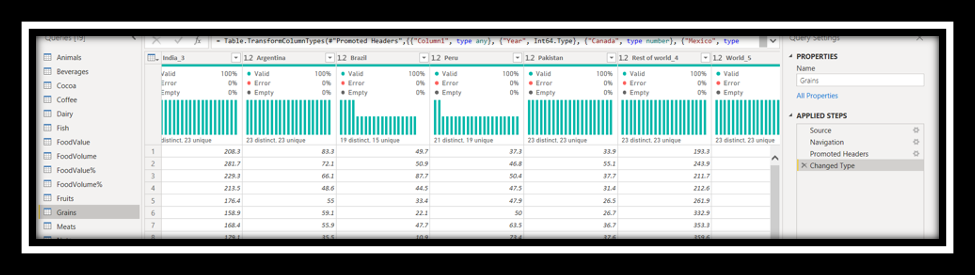 Queries [19]
= Table.TransformColumnTypes(#"Promoted Headers",{{"Column1", type any}, {"Year", Int64.Type}, {"Canada", type number}, {"Mexico", type
Query Settings
Animals
Beverages
Cocoa
Coffee
Dairy
Fish
FoodValue
FoodVolume
FoodValue%
FoodVolume%
Fruits
Grains
Meats
India_3 1.2 Argentina 1.2 Brazil 1.2 Peru 1.2 Pakistan 1.2 Rest of world_4 1.2 World_5
Valid 100% Valid 100% Valid 100% Valid 100% Valid 100% Valid 100% Valid
Error 0% Error 0% Error 0% Error 0% Error 0% Error 0% Error
Empty 0% Empty 0% Empty 0% Empty 0% Empty 0% Empty 0% Empty
distinct, 23 unique 23 distinct, 23 unique 19 distinct, 15 unique 21 distinct, 19 unique 23 distinct, 23 unique 23 distinct, 23 unique 23 distinct, 23 uni
1 208.3 83.3 49.7 37.3 33.9 193.3
2 281.7 72.1 50.9 46.8 55.1 243.9
3 229.3 66.1 87.7 50.4 37.7 211.7
4 213.5 48.6 44.5 47.5 31.4 212.6
5 176.4 55 33.4 47.9 26.5 261.9
6 158.9 59.1 22.1 50 26.7 332.9
7 168.4 55.9 47.7 63.5 36.7 353.3
PROPERTIES
Name
Grains
All Properties
APPLIED STEPS
Source
Navigation
Promoted Headers
Changed Type